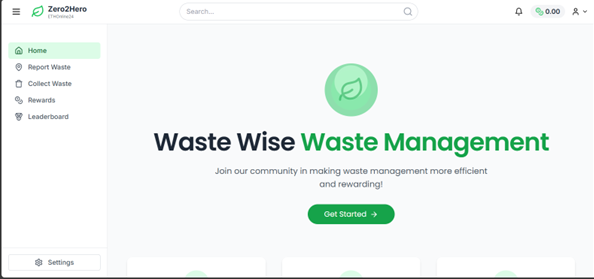 Zero2Hero
ETHOnline24
Search...
0.00
Home
Report Waste
Collect Waste
Rewards
Leaderboard
Waste Wise Waste Management
Join our community in making waste management more efficient
and rewarding!
Get Started →
Settings